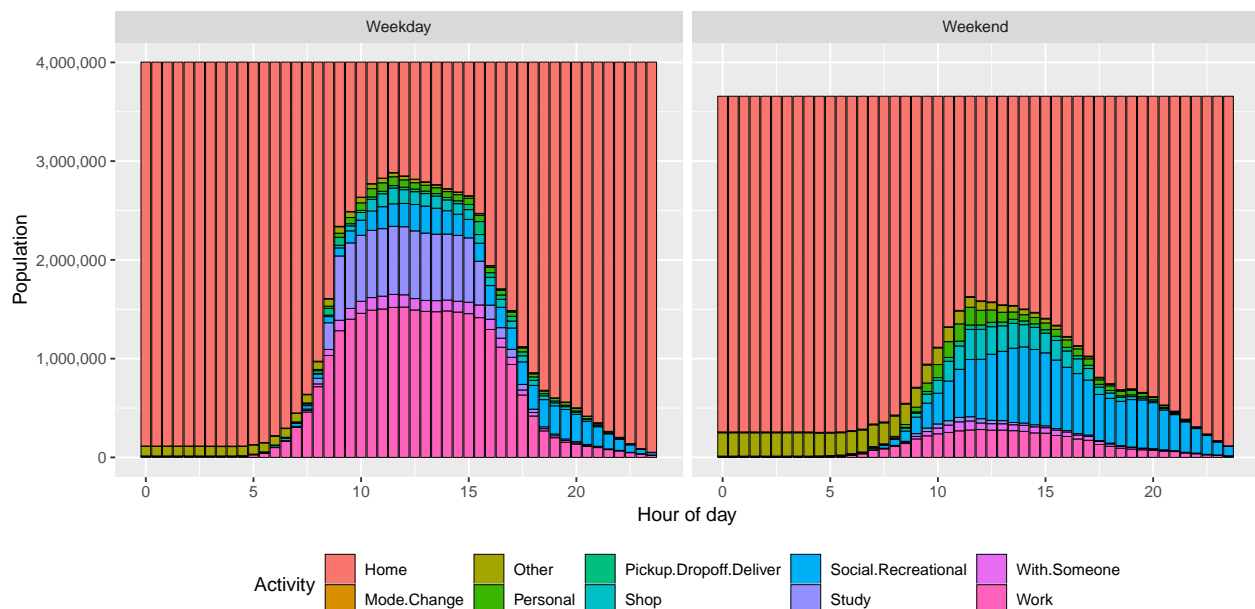 Weekday
Weekend
Population
4,000,000
3,000,000
2,000,000
1,000,000
0
0 5 10 15 20
0 5 10 15 20
Hour of day
Activity
Home Other Pickup.Dropoff.Deliver Social.Recreational With.Someone
Mode.Change Personal Shop Study Work